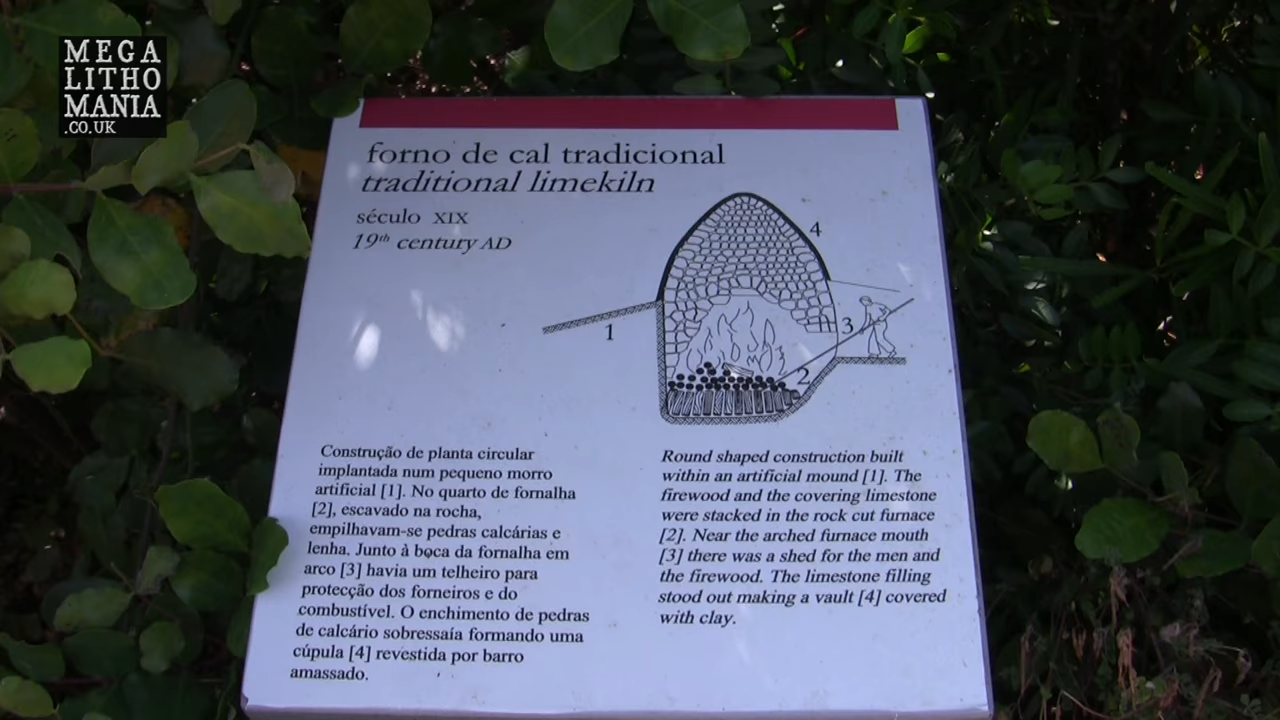 MEGA
LITHO
MANIA
.CO.UK
forno de cal tradicional
traditional limekiln
século XIX
19th century AD
4
1
3
2
Construção de planta circular
implantada num pequeno morro
artificial [1]. No quarto de fornalha
[2], escavado na rocha,
empilhavam-se pedras calcárias e
lenha. Junto à boca da fornalha em
arco [3] havia um telheiro para
protecção dos forneiros e do
combustível. O enchimento de pedras
de calcário sobressaía formando uma
cúpula [4] revestida por barro
amassado.
Round shaped construction built
within an artificial mound [1]. The
firewood and the covering limestone
were stacked in the rock cut furnace
[2]. Near the arched furnace mouth
[3] there was a shed for the men and
the firewood. The limestone filling
stood out making a vault [4] covered
with clay.